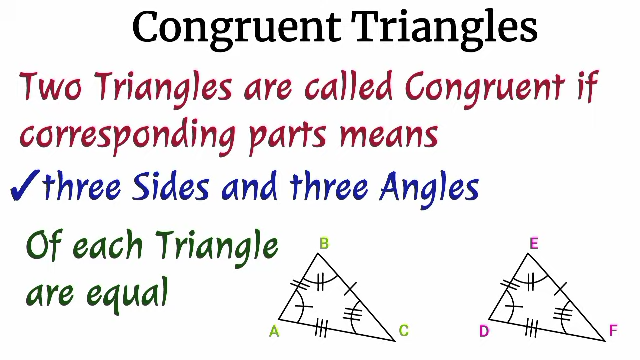 Congruent Triangles
Two Triangles are called Congruent if
corresponding parts means
✓three Sides and three Angles
Of each Triangle
are equal
B
A
C
E
D
F